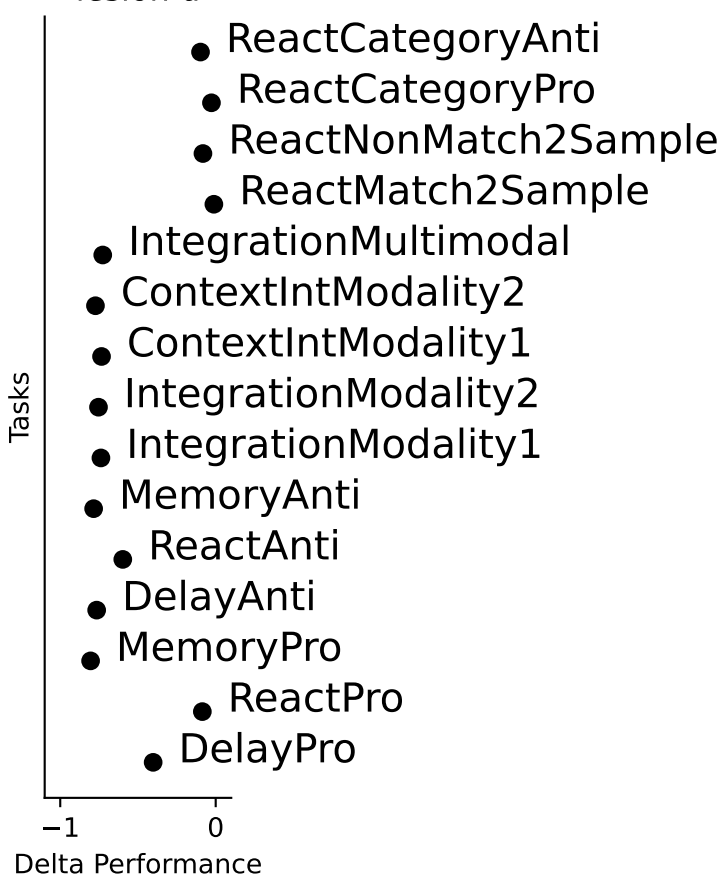 ReactCategoryAnti
ReactCategoryPro
ReactNonMatch2Sample
ReactMatch2Sample
IntegrationMultimodal
ContextIntModality2
ContextIntModality1
IntegrationModality2
IntegrationModality1
MemoryAnti
ReactAnti
DelayAnti
MemoryPro
ReactPro
DelayPro
Tasks
−1 0
Delta Performance